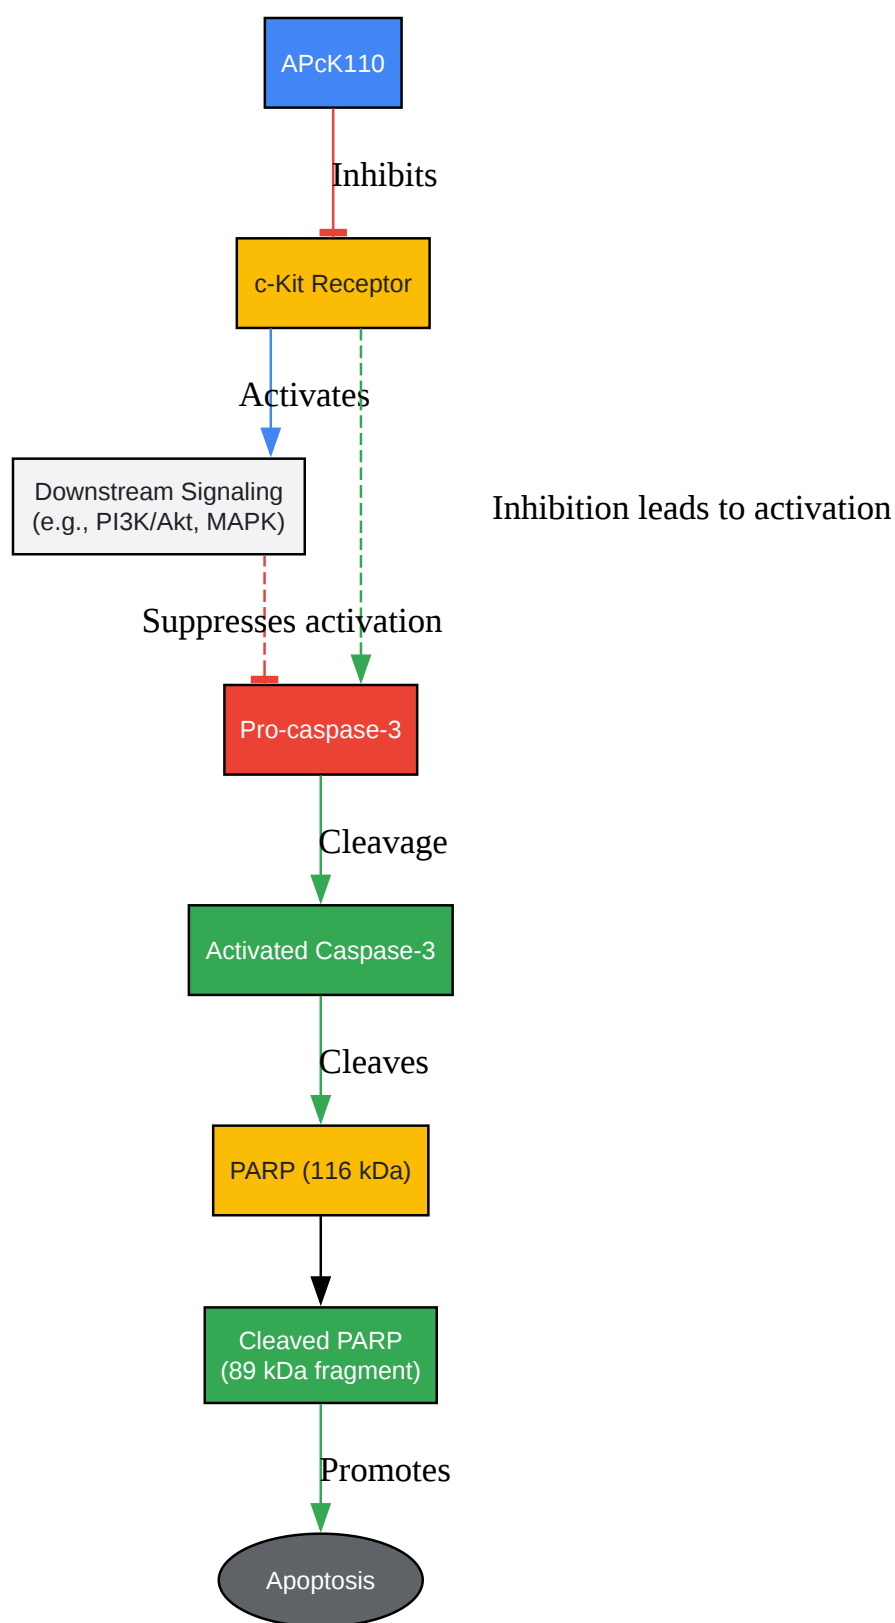 APcK110
Inhibits
c-Kit Receptor
Activates
Downstream Signaling
(e.g., PI3K/Akt, MAPK)
Inhibition leads to activation
Suppresses activation
Pro-caspase-3
Cleavage
Activated Caspase-3
Cleaves
PARP (116 kDa)
Cleaved PARP
(89 kDa fragment)
Promotes
Apoptosis